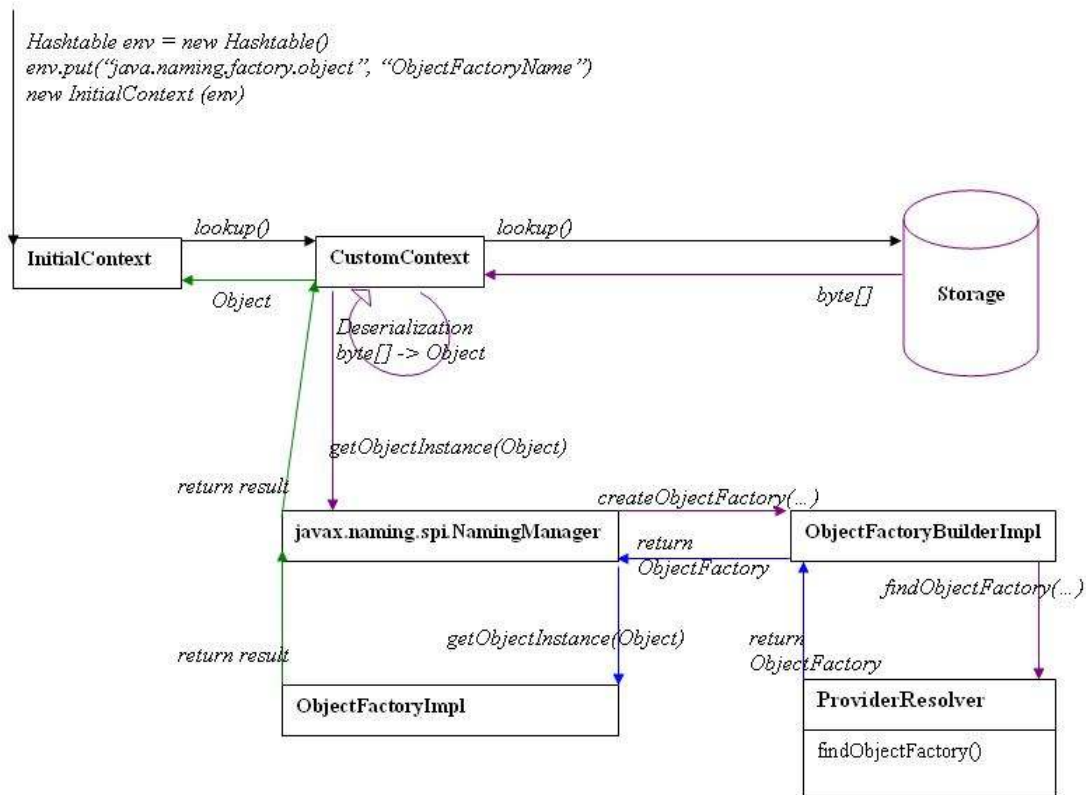 Hashtable env = new Hashtable()
env.put(“java.naming.factory.object”, “ObjectFactoryName”)
new InitialContext (env)
lookup()
lookup()
InitialContext
CustomContext
Object
byte[]
Storage
Deserialization
byte[] -> Object
getObjectInstance(Object)
return result
createObjectFactory(...)
javax.naming.spi.NamingManager
ObjectFactoryBuilderImpl
return
ObjectFactory
findObjectFactory(...)
getObjectInstance(Object)
return
ObjectFactory
return result
ObjectFactoryImpl
ProviderResolver
findObjectFactory()